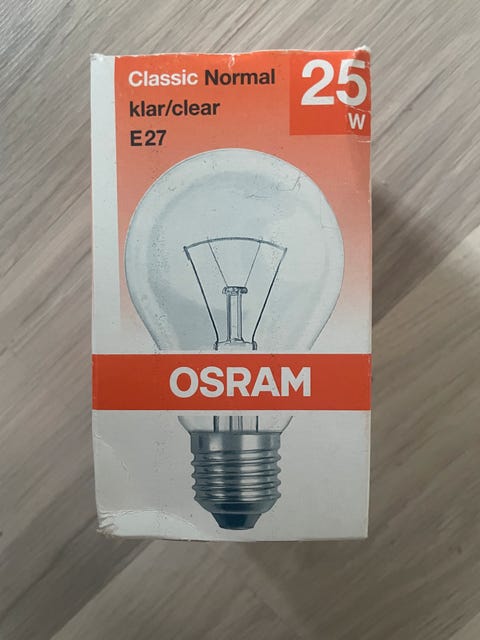 Classic Normal
25
klar/clear
W
E27
OSRAM